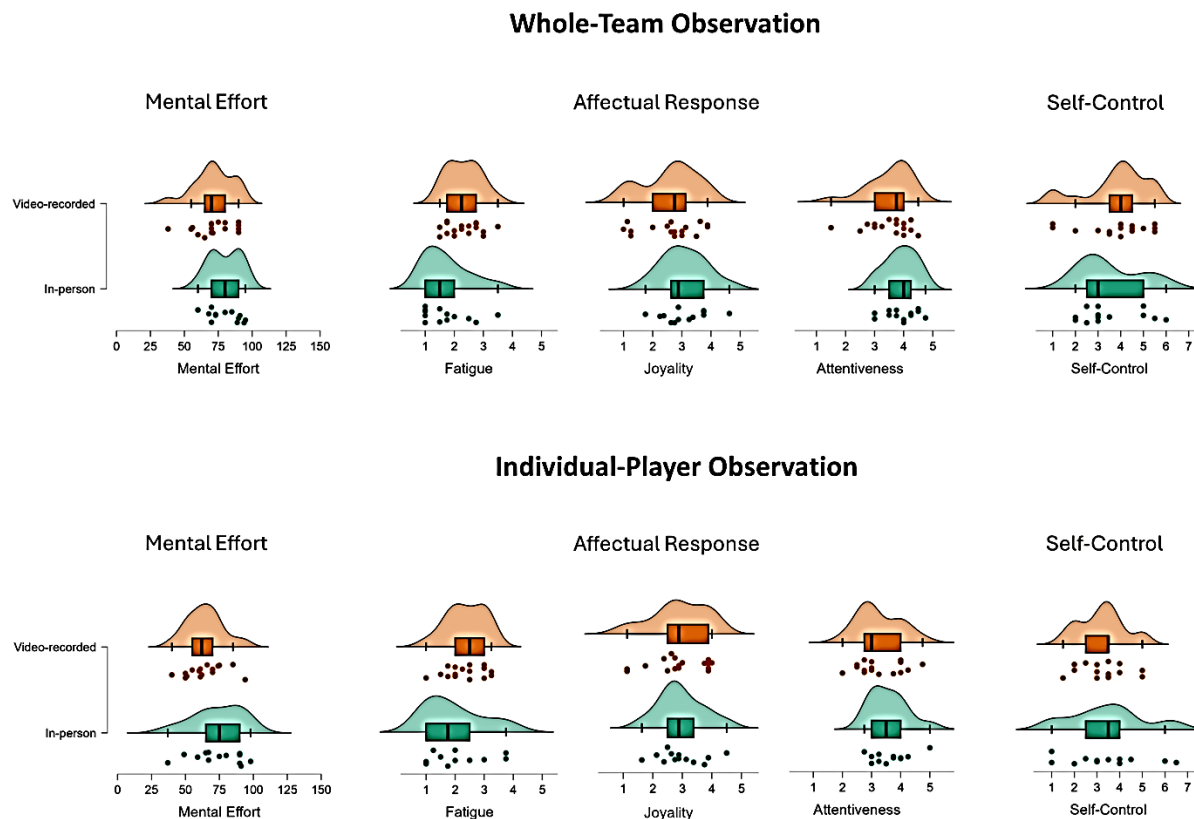 Whole-Team Observation
Mental Effort
Affectual Response
Self-Control
Video-recorded
In-person
0 25 50 75 100 125 150
1 2 3 4 5
1 2 3 4 5
1 2 3 4 5
1 2 3 4 5 6 7
Mental Effort
Fatigue
Joyality
Attentiveness
Self-Control
Individual-Player Observation
Mental Effort
Affectual Response
Self-Control
Video-recorded
In-person
0 25 50 75 100 125 150
1 2 3 4 5
1 2 3 4 5
1 2 3 4 5
1 2 3 4 5 6 7
Mental Effort
Fatigue
Joyality
Attentiveness
Self-Control